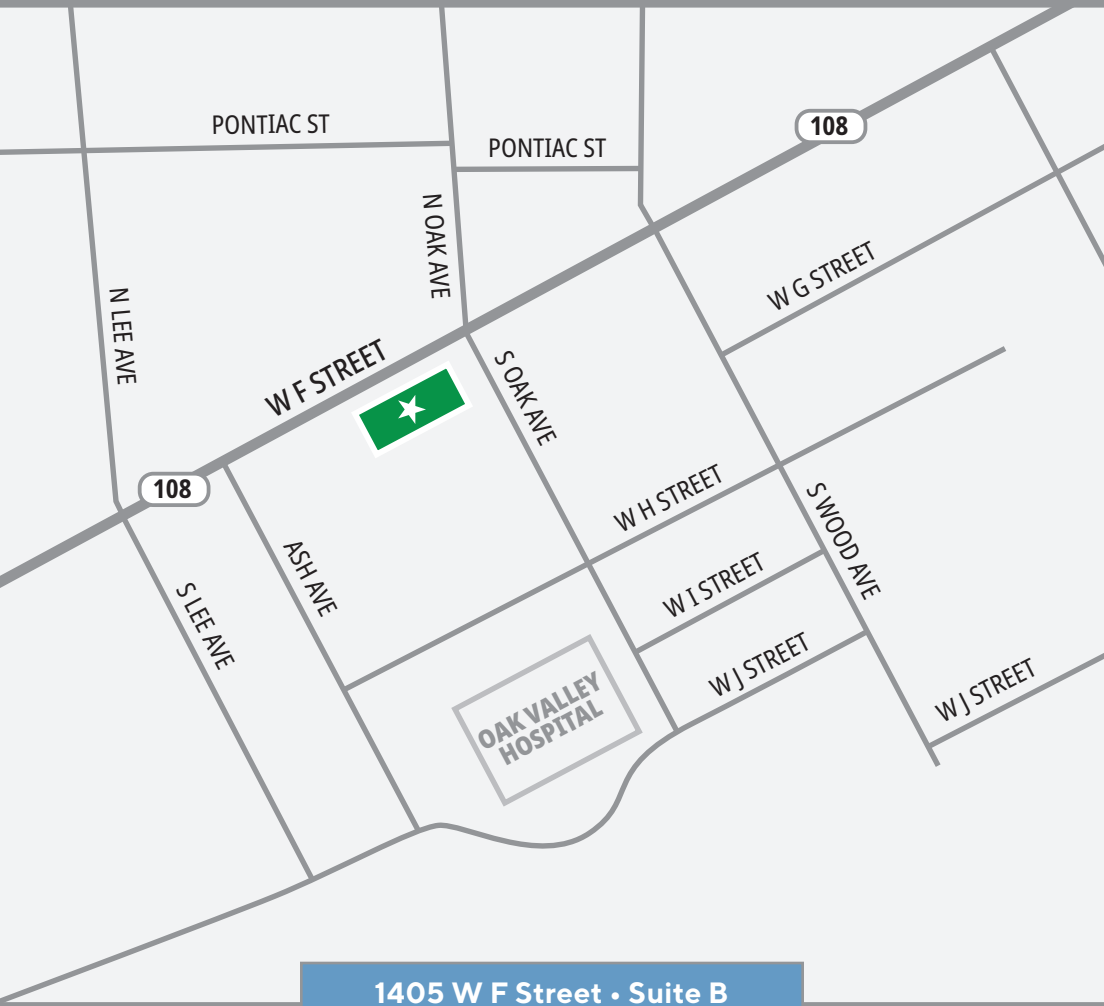 PONTIAC ST
108
PONTIAC ST
N OAK AVE
W G STREET
N LEE AVE
W F STREET
S OAK AVE
108
W H STREET
S WOOD AVE
ASH AVE
W I STREET
S LEE AVE
W J STREET
W J STREET
OAK VALLEY
HOSPITAL
1405 W F Street • Suite B